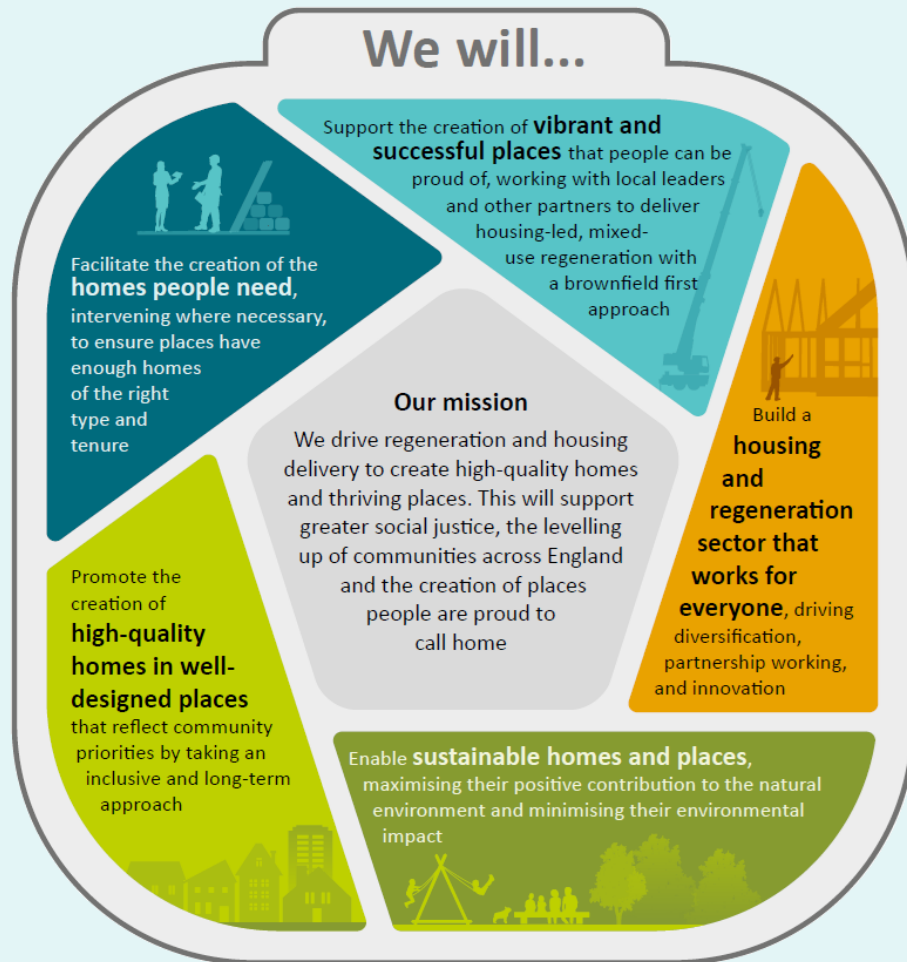 We will...
Support the creation of vibrant and
successful places that people can be
proud of, working with local leaders
and other partners to deliver
housing-led, mixed-
use regeneration with
a brownfield first
approach
Build a
housing
and
regeneration
sector that
works for
everyone, driving
diversification,
partnership working,
and innovation
Enable sustainable homes and places,
maximising their positive contribution to the natural
environment and minimising their environmental
impact
Promote the
creation of
high-quality
homes in well-
designed places
that reflect community
priorities by taking an
inclusive and long-term
approach
Facilitate the creation of the
homes people need,
intervening where necessary,
to ensure places have
enough homes
of the right
type and
tenure
Our mission
We drive regeneration and housing
delivery to create high-quality homes
and thriving places. This will support
greater social justice, the levelling
up of communities across England
and the creation of places
people are proud to
call home